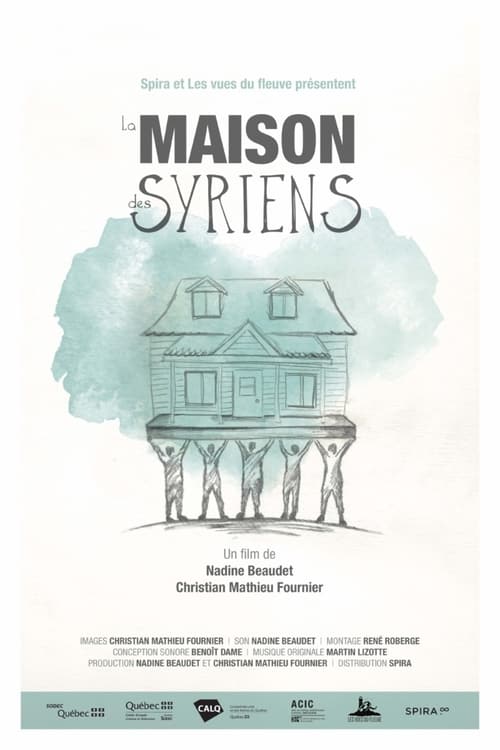 Spira et Les vues du fleuve présentent
La
MAISON
des SYRIENS
Un film de
Nadine Beaudet
Christian Mathieu Fournier
IMAGES CHRISTIAN MATHIEU FOURNIER | SON NADINE BEAUDET | MONTAGE RENÉ ROBERGE
CONCEPTION SONORE BENOÎT DAME | MUSIQUE ORIGINALE MARTIN LIZOTTE
PRODUCTION NADINE BEAUDET ET CHRISTIAN MATHIEU FOURNIER | DISTRIBUTION SPIRA
SODEC
Québec
Québec
CALQ
Québec
ACIC
LES VUES DU FLEUVE
SPIRA